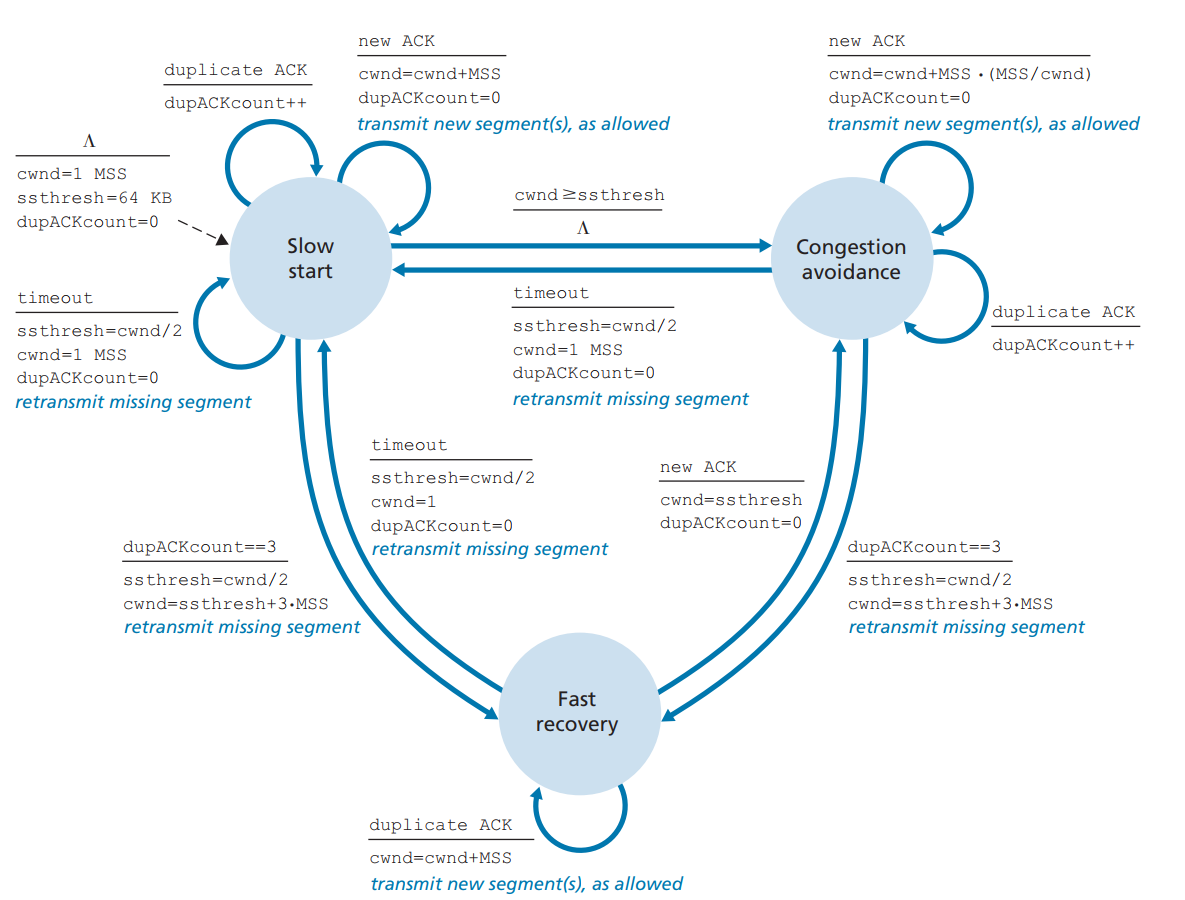 new ACK
cwnd=cwnd+MSS
dupACKcount=0
transmit new segment(s), as allowed
new ACK
cwnd=cwnd+MSS·(MSS/cwnd)
dupACKcount=0
transmit new segment(s), as allowed
duplicate ACK
dupACKcount++
Λ
cwnd=1 MSS
ssthresh=64 KB
dupACKcount=0
cwnd≥ssthresh
Λ
Slow
start
Congestion
avoidance
timeout
ssthresh=cwnd/2
cwnd=1 MSS
dupACKcount=0
retransmit missing segment
timeout
ssthresh=cwnd/2
cwnd=1 MSS
dupACKcount=0
retransmit missing segment
duplicate ACK
dupACKcount++
timeout
ssthresh=cwnd/2
cwnd=1
dupACKcount=0
retransmit missing segment
new ACK
cwnd=ssthresh
dupACKcount=0
dupACKcount==3
ssthresh=cwnd/2
cwnd=ssthresh+3·MSS
retransmit missing segment
dupACKcount==3
ssthresh=cwnd/2
cwnd=ssthresh+3·MSS
retransmit missing segment
Fast
recovery
duplicate ACK
cwnd=cwnd+MSS
transmit new segment(s), as allowed